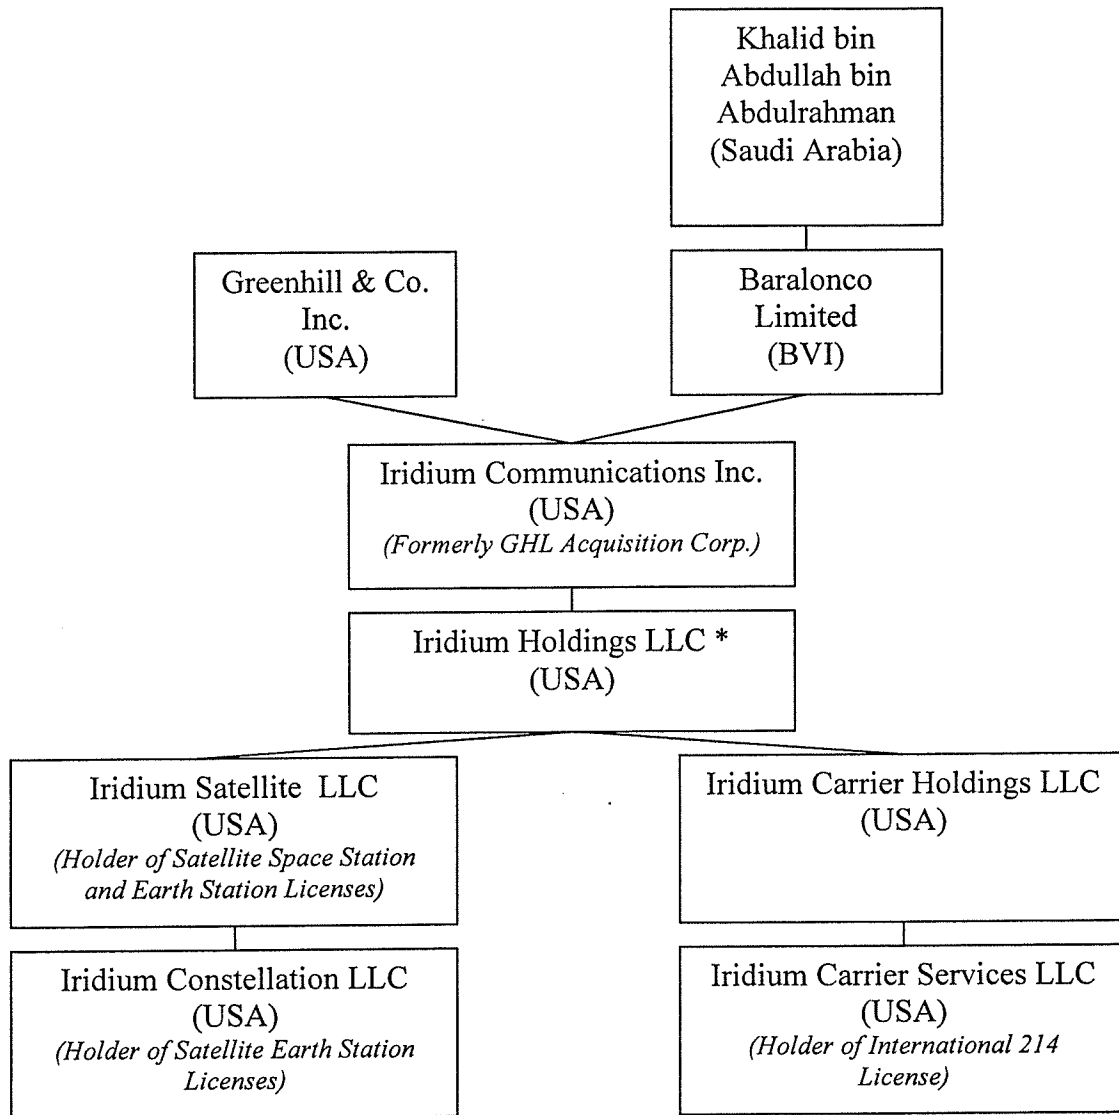 Khalid bin
Abdullah bin
Abdulrahman
(Saudi Arabia)
Greenhill & Co.
Inc.
(USA)
Baralonco
Limited
(BVI)
Iridium Communications Inc.
(USA)
(Formerly GHL Acquisition Corp.)
Iridium Holdings LLC *
(USA)
Iridium Satellite LLC
(USA)
(Holder of Satellite Space Station
and Earth Station Licenses)
Iridium Carrier Holdings LLC
(USA)
Iridium Constellation LLC
(USA)
(Holder of Satellite Earth Station
Licenses)
Iridium Carrier Services LLC
(USA)
(Holder of International 214
License)